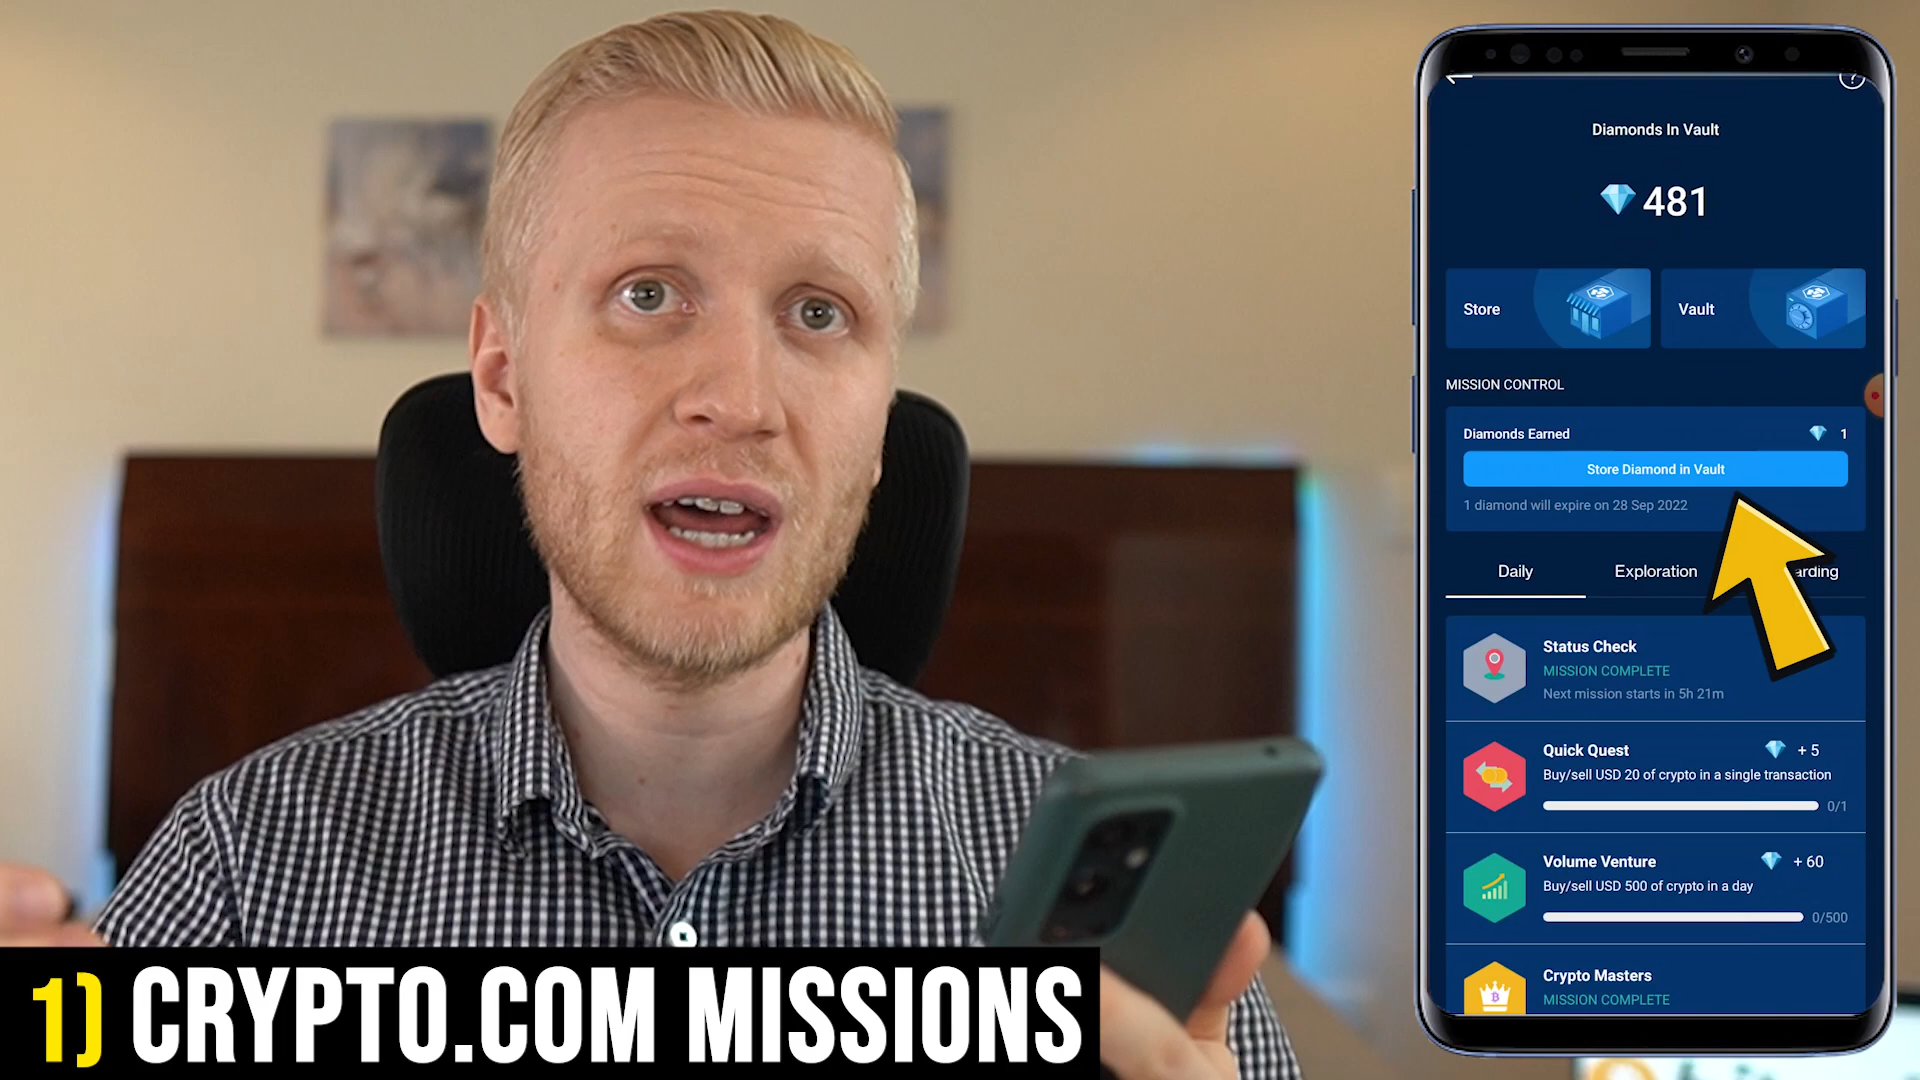 Diamonds In Vault
481
Store
Vault
MISSION CONTROL
Diamonds Earned
1
Store Diamond in Vault
1 diamond will expire on 28 Sep 2022
Daily
Exploration
arding
Status Check
MISSION COMPLETE
Next mission starts in 5h 21m
Quick Quest
+ 5
Buy/sell USD 20 of crypto in a single transaction
0/1
Volume Venture
+ 60
Buy/sell USD 500 of crypto in a day
0/500
Crypto Masters
MISSION COMPLETE
1) CRYPTO.COM MISSIONS